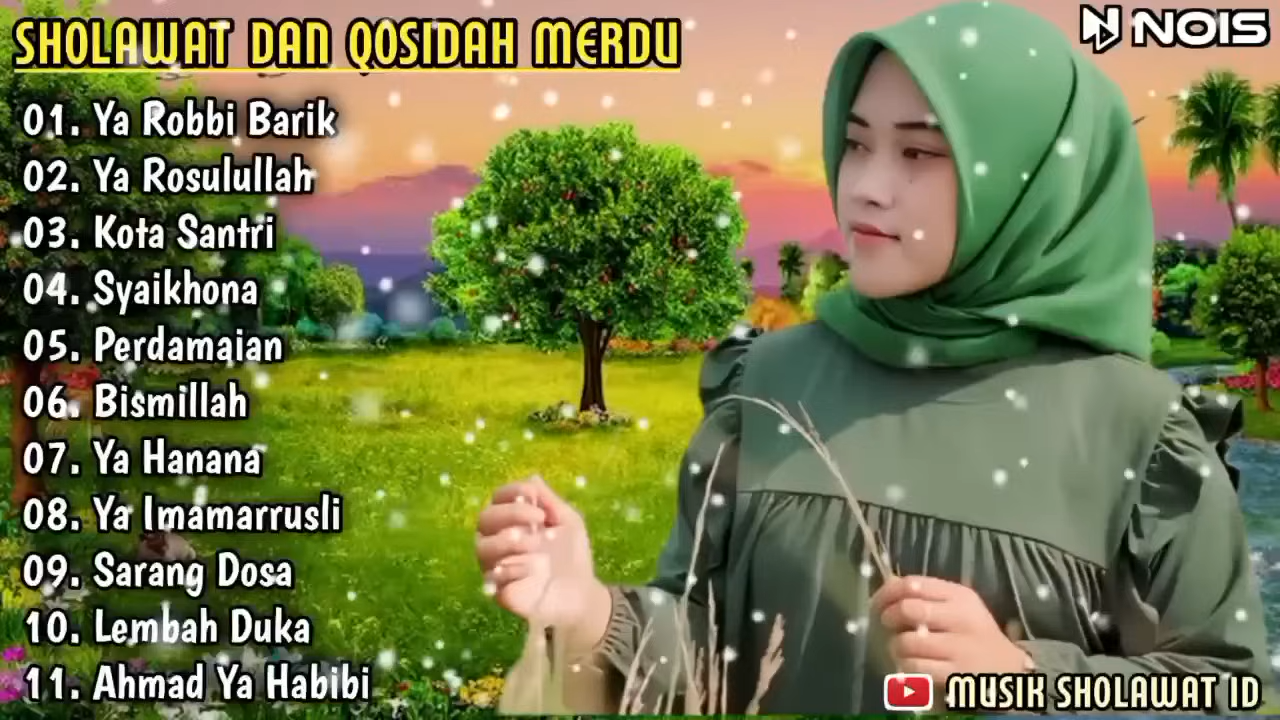 SHOLAWAT DAN QOSIDAH MERDU
NOIS
01. Ya Robbi Barik
02. Ya Rosulullah
03. Kota Santri
04. Syaikhona
05. Perdamaian
06. Bismillah
07. Ya Hanana
08. Ya Imamarrusli
09. Sarang Dosa
10. Lembah Duka
11. Ahmad Ya Habibi
MUSIK SHOLAWAT ID